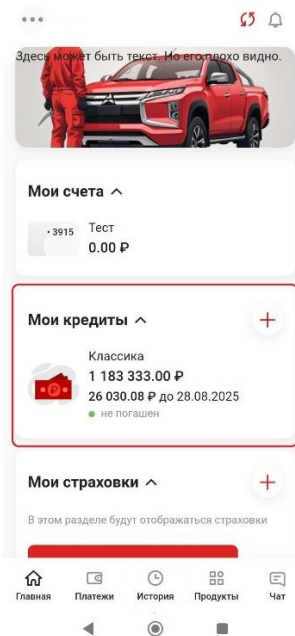 Здесь может быть текст. Но его плохо видно.
Мои счета
• 3915
Тест
0.00 ₽
Мои кредиты
Классика
1 183 333.00 ₽
26 030.08 ₽ до 28.08.2025
не погашен
Мои страховки
В этом разделе будут отображаться страховки
Главная
Платежи
История
Продукты
Чат